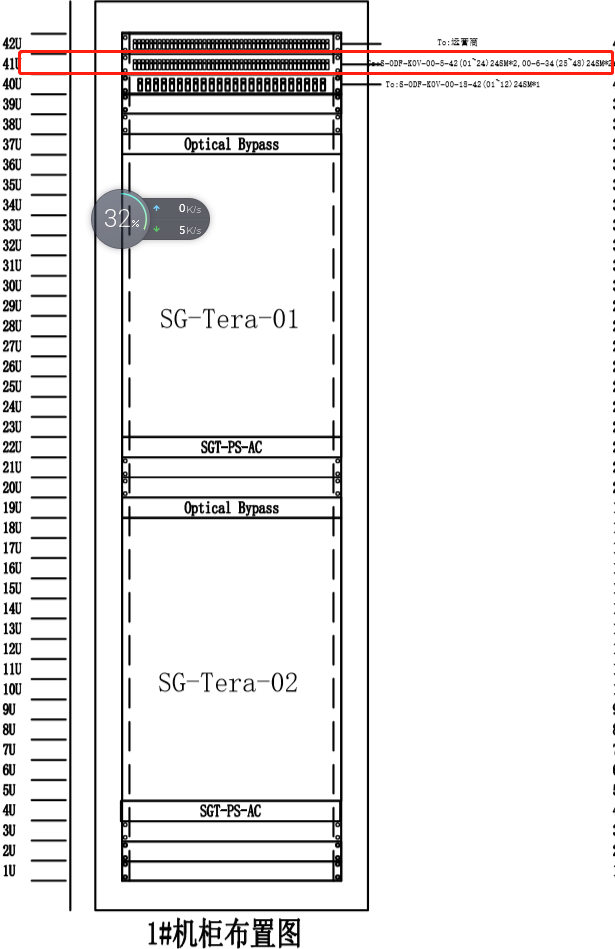 42U To:运营商
41U S-ODF-K0V-00-5-42(01~24)24SM*2,00-6-34(25~48)24SM*2
40U To:S-ODF-K0V-00-18-42(01~12)24SM*1
39U
38U
37U Optical Bypass
36U
35U
34U 0K/s
32%
33U 5K/s
32U
31U
30U
29U SG-Tera-01
28U
27U
26U
25U
24U
23U
22U SGT-PS-AC
21U
20U
19U Optical Bypass
18U
17U
16U
15U
14U
13U
12U
11U
10U SG-Tera-02
9U
8U
7U
6U
5U
4U SGT-PS-AC
3U
2U
1U
1#机柜布置图